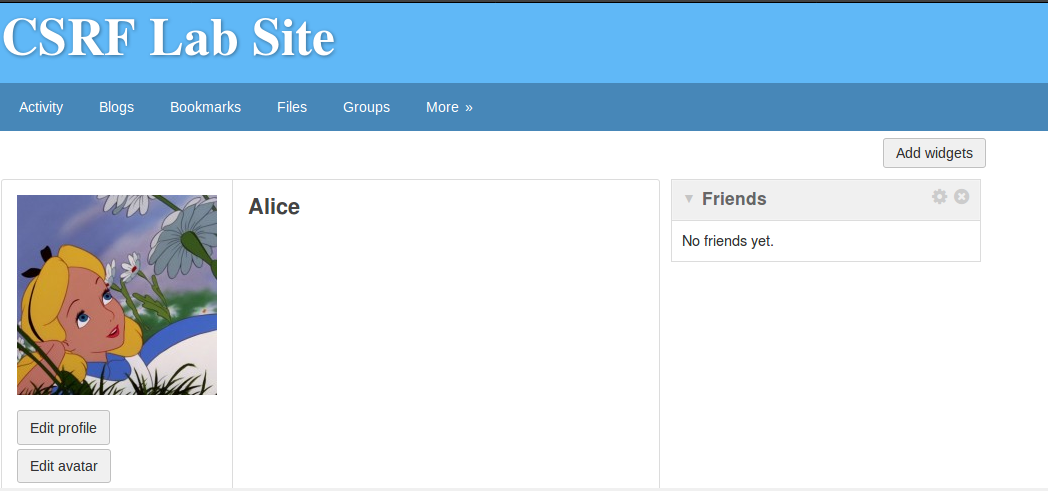 CSRF Lab Site
Activity Blogs Bookmarks Files Groups More »
Add widgets
Alice
Friends
No friends yet.
Edit profile
Edit avatar